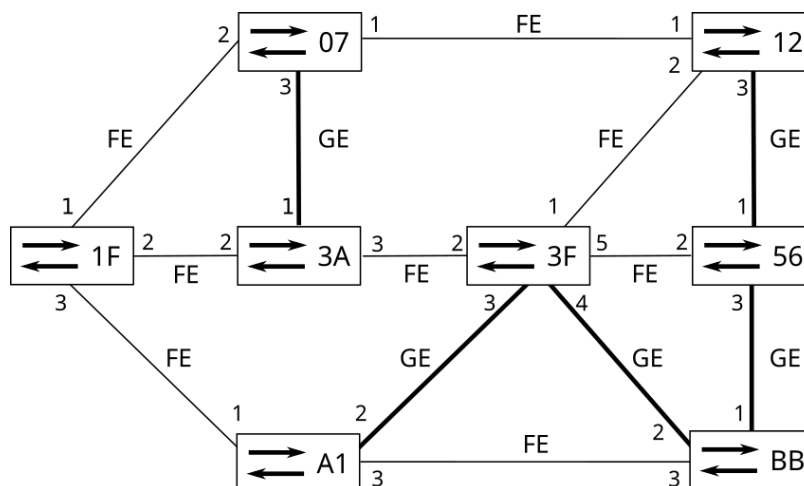 2 07 1 FE 1 12
3 2 3
FE GE FE GE
1 1 1 1
1F 2 2 3A 3 2 3F 5 2 56
FE FE FE
3 3 4 3
FE GE GE GE
1 2 2 1
A1 FE BB
3 3